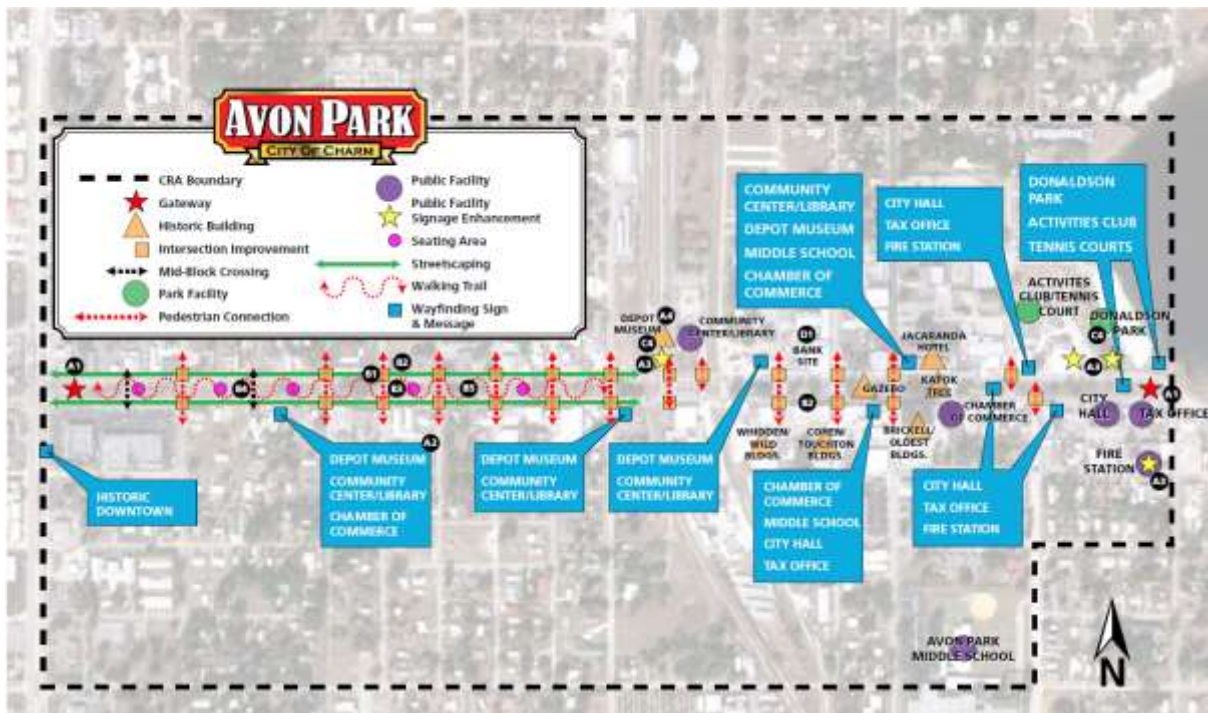 AVON PARK
CITY OF CHARM
CRA Boundary
Gateway
Historic Building
Intersection Improvement
Mid-Block Crossing
Park Facility
Pedestrian Connection
Public Facility
Public Facility
Signage Enhancement
Seating Area
Streetscaping
Walking Trail
Wayfinding Sign
& Message
COMMUNITY
CENTER/LIBRARY
DEPOT MUSEUM
MIDDLE SCHOOL
CHAMBER OF
COMMERCE
CITY HALL
TAX OFFICE
FIRE STATION
DONALDSON
PARK
ACTIVITIES CLUB
TENNIS COURTS
ACTIVITES
CLUB/TENNIS
COURT
DONALDSON
PARK
C6
A3
A4
DEPOT
MUSEUM
C6
A3
COMMUNITY
CENTER/LIBRARY
D1
BANK
SITE
JACARANDA
HOTEL
GAZEBO
KAPOK
TREE
A1
B1
B2
B4
B5
B2
CHAMBER
OF COMMERCE
CITY
HALL
TAX OFFICE
A1
WHIDDEN/
WILD
BLDGS.
COREN/
TOUCHTON
BLDGS.
BRICKELL/
OLDEST
BLDGS.
FIRE
STATION
A3
HISTORIC
DOWNTOWN
A2
DEPOT MUSEUM
COMMUNITY
CENTER/LIBRARY
CHAMBER OF
COMMERCE
DEPOT MUSEUM
COMMUNITY
CENTER/LIBRARY
DEPOT MUSEUM
COMMUNITY
CENTER/LIBRARY
CHAMBER OF
COMMERCE
MIDDLE SCHOOL
CITY HALL
TAX OFFICE
CITY HALL
TAX OFFICE
FIRE STATION
AVON PARK
MIDDLE SCHOOL
N